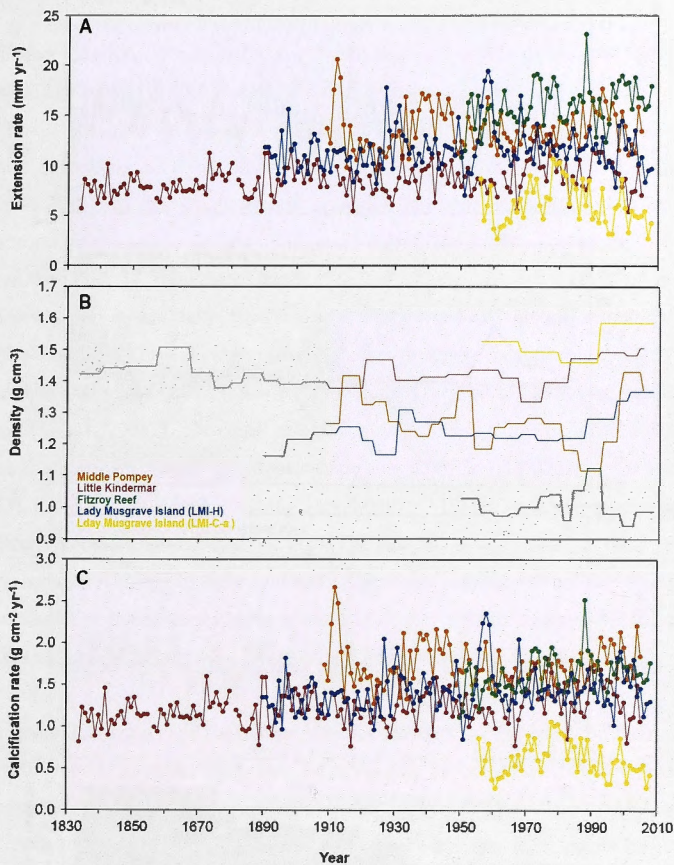 A
Extension rate (mm yr-1)
25
20
15
10
5
0
B
Density (g cm-3)
1.7
1.6
1.5
1.4
1.3
1.2
1.1
1.0
0.9
Middle Pompey
Little Kindermar
Fitzroy Reef
Lady Musgrave Island (LMI-H)
Lday Musgrave Island (LMI-C-a )
C
Calcification rate (g cm-2 yr-1)
3.0
2.5
2.0
1.5
1.0
0.5
0.0
1830 1850 1870 1890 1910 1930 1950 1970 1990 2010
Year